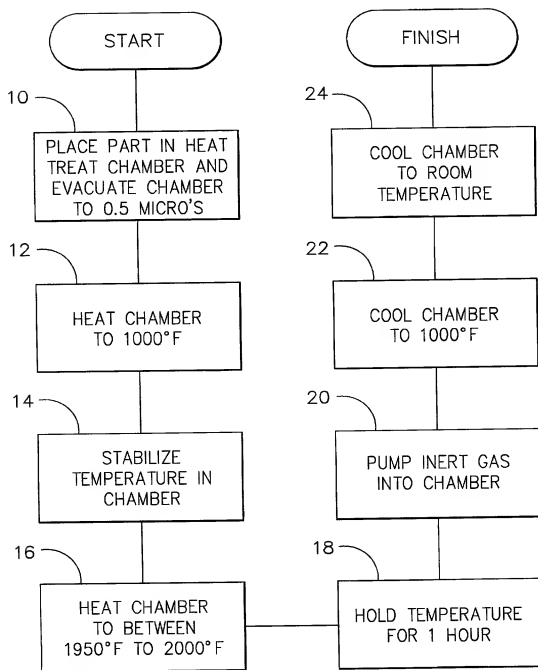 START
10
PLACE PART IN HEAT
TREAT CHAMBER AND
EVACUATE CHAMBER
TO 0.5 MICRO'S
12
HEAT CHAMBER
TO 1000°F
14
STABILIZE
TEMPERATURE IN
CHAMBER
16
HEAT CHAMBER
TO BETWEEN
1950°F TO 2000°F
18
HOLD TEMPERATURE
FOR 1 HOUR
20
PUMP INERT GAS
INTO CHAMBER
22
COOL CHAMBER
TO 1000°F
24
COOL CHAMBER
TO ROOM
TEMPERATURE
FINISH